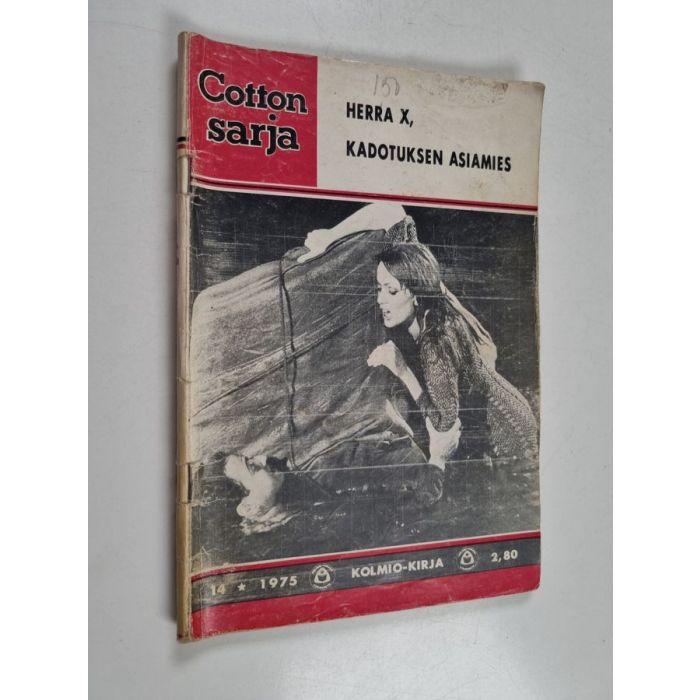 Cotton
sarja
150
HERRA X,
KADOTUKSEN ASIAMIES
14 ★ 1975 KOLMIO-KIRJA 2,80